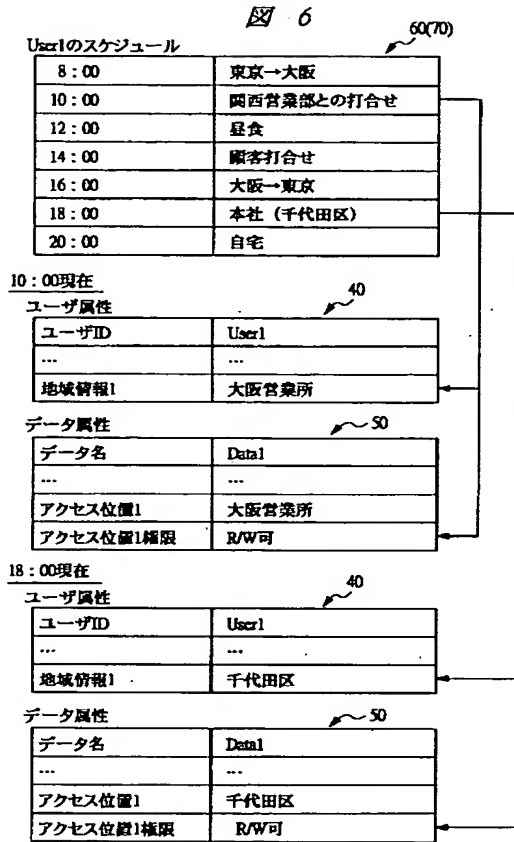 図 6
User1のスケジュール
60(70)
8:00 東京→大阪
10:00 関西営業部との打合せ
12:00 昼食
14:00 顧客打合せ
16:00 大阪→東京
18:00 本社(千代田区)
20:00 自宅
10:00現在
ユーザ属性
40
ユーザID User1
... ...
地域情報1 大阪営業所
データ属性
50
データ名 Data1
... ...
アクセス位置1 大阪営業所
アクセス位置1権限 R/W可
18:00現在
ユーザ属性
40
ユーザID User1
... ...
地域情報1 千代田区
データ属性
50
データ名 Data1
... ...
アクセス位置1 千代田区
アクセス位置1権限 R/W可